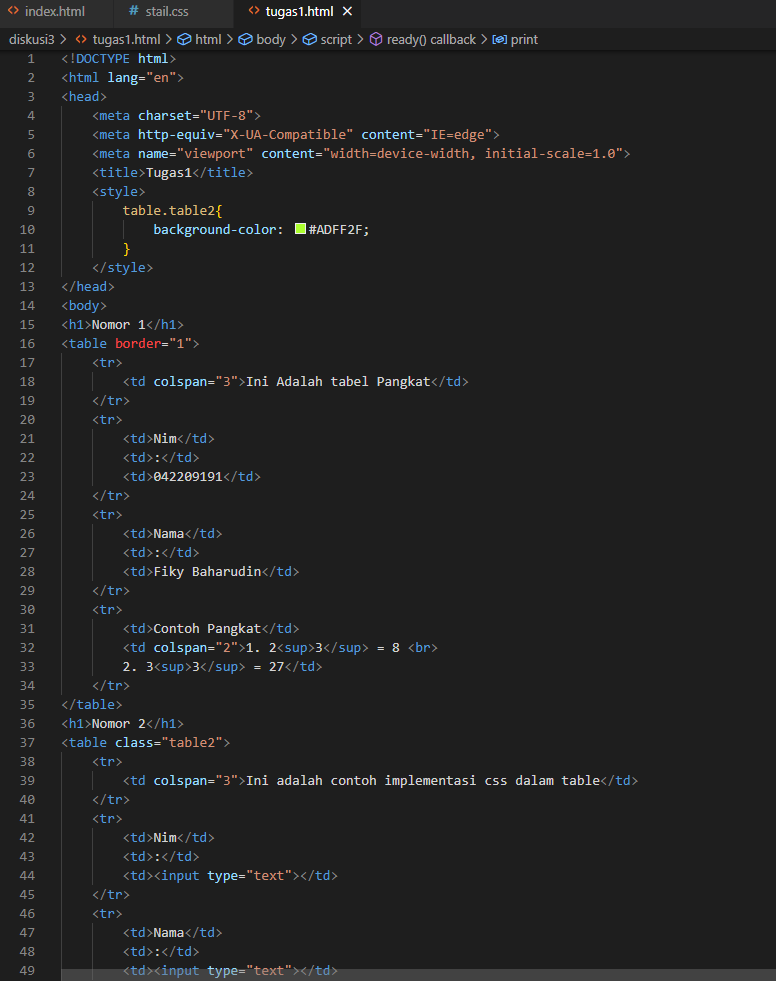 index.html stail.css tugas1.html
diskusi3 > tugas1.html > html > body > script > ready() callback > print
1 <!DOCTYPE html>
2 <html lang="en">
3 <head>
4     <meta charset="UTF-8">
5     <meta http-equiv="X-UA-Compatible" content="IE=edge">
6     <meta name="viewport" content="width=device-width, initial-scale=1.0">
7     <title>Tugas1</title>
8     <style>
9         table.table2{
10             background-color: #ADFF2F;
11         }
12     </style>
13 </head>
14 <body>
15 <h1>Nomor 1</h1>
16 <table border="1">
17     <tr>
18         <td colspan="3">Ini Adalah tabel Pangkat</td>
19     </tr>
20     <tr>
21         <td>Nim</td>
22         <td>:</td>
23         <td>042209191</td>
24     </tr>
25     <tr>
26         <td>Nama</td>
27         <td>:</td>
28         <td>Fiky Baharudin</td>
29     </tr>
30     <tr>
31         <td>Contoh Pangkat</td>
32         <td colspan="2">1. 2<sup>3</sup> = 8 <br>
33         2. 3<sup>3</sup> = 27</td>
34     </tr>
35 </table>
36 <h1>Nomor 2</h1>
37 <table class="table2">
38     <tr>
39         <td colspan="3">Ini adalah contoh implementasi css dalam table</td>
40     </tr>
41     <tr>
42         <td>Nim</td>
43         <td>:</td>
44         <td><input type="text"></td>
45     </tr>
46     <tr>
47         <td>Nama</td>
48         <td>:</td>
49         <td><input type="text"></td>